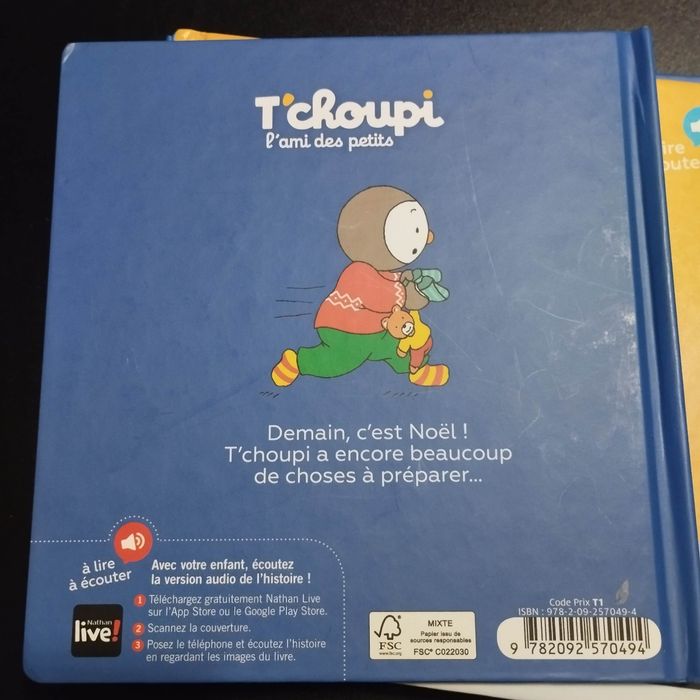 T'choupi
l'ami des petits
Demain, c'est Noël !
T'choupi a encore beaucoup
de choses à préparer...
à lire
à écouter
Avec votre enfant, écoutez
la version audio de l'histoire !
1 Téléchargez gratuitement Nathan Live
sur l'App Store ou le Google Play Store.
2 Scannez la couverture.
3 Posez le téléphone et écoutez l'histoire
en regardant les images du livre.
Nathan
live!
FSC
www.fsc.org
MIXTE
Papier issu de
sources responsables
FSC® C022030
Code Prix T1
ISBN : 978-2-09-257049-4
9 782092 570494